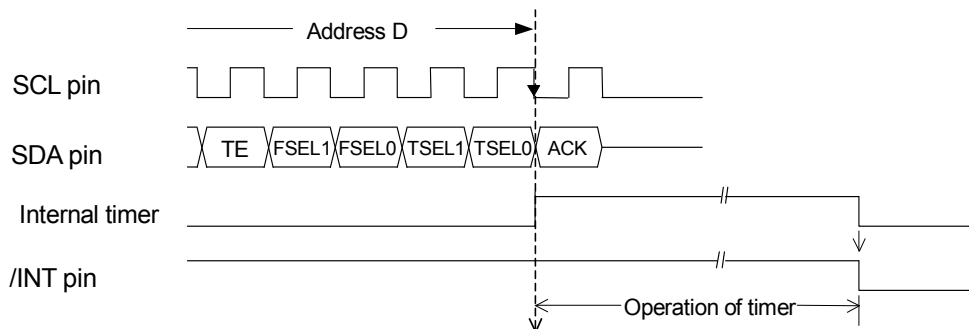 Address D
SCL pin
SDA pin TE FSEL1 FSEL0 TSEL1 TSEL0 ACK
Internal timer
/INT pin
Operation of timer